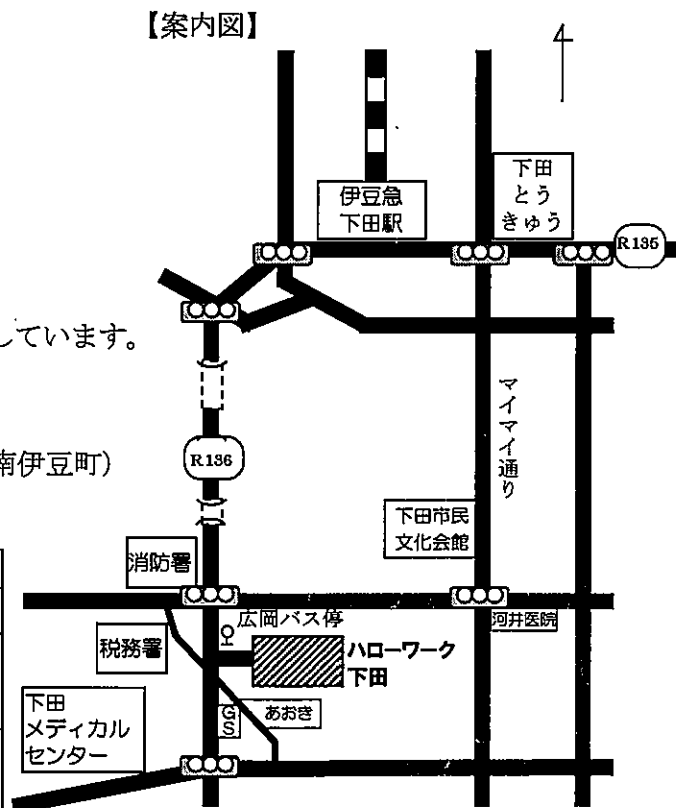 【案内図】
伊豆急
下田駅
下田
とう
きゅう
R135
しています。
南伊豆町)
R136
マイマイ通り
下田市民
文化会館
消防署
広岡バス停
河井医院
税務署
ハローワーク
下田
下田
メディカル
センター
GS
あおき